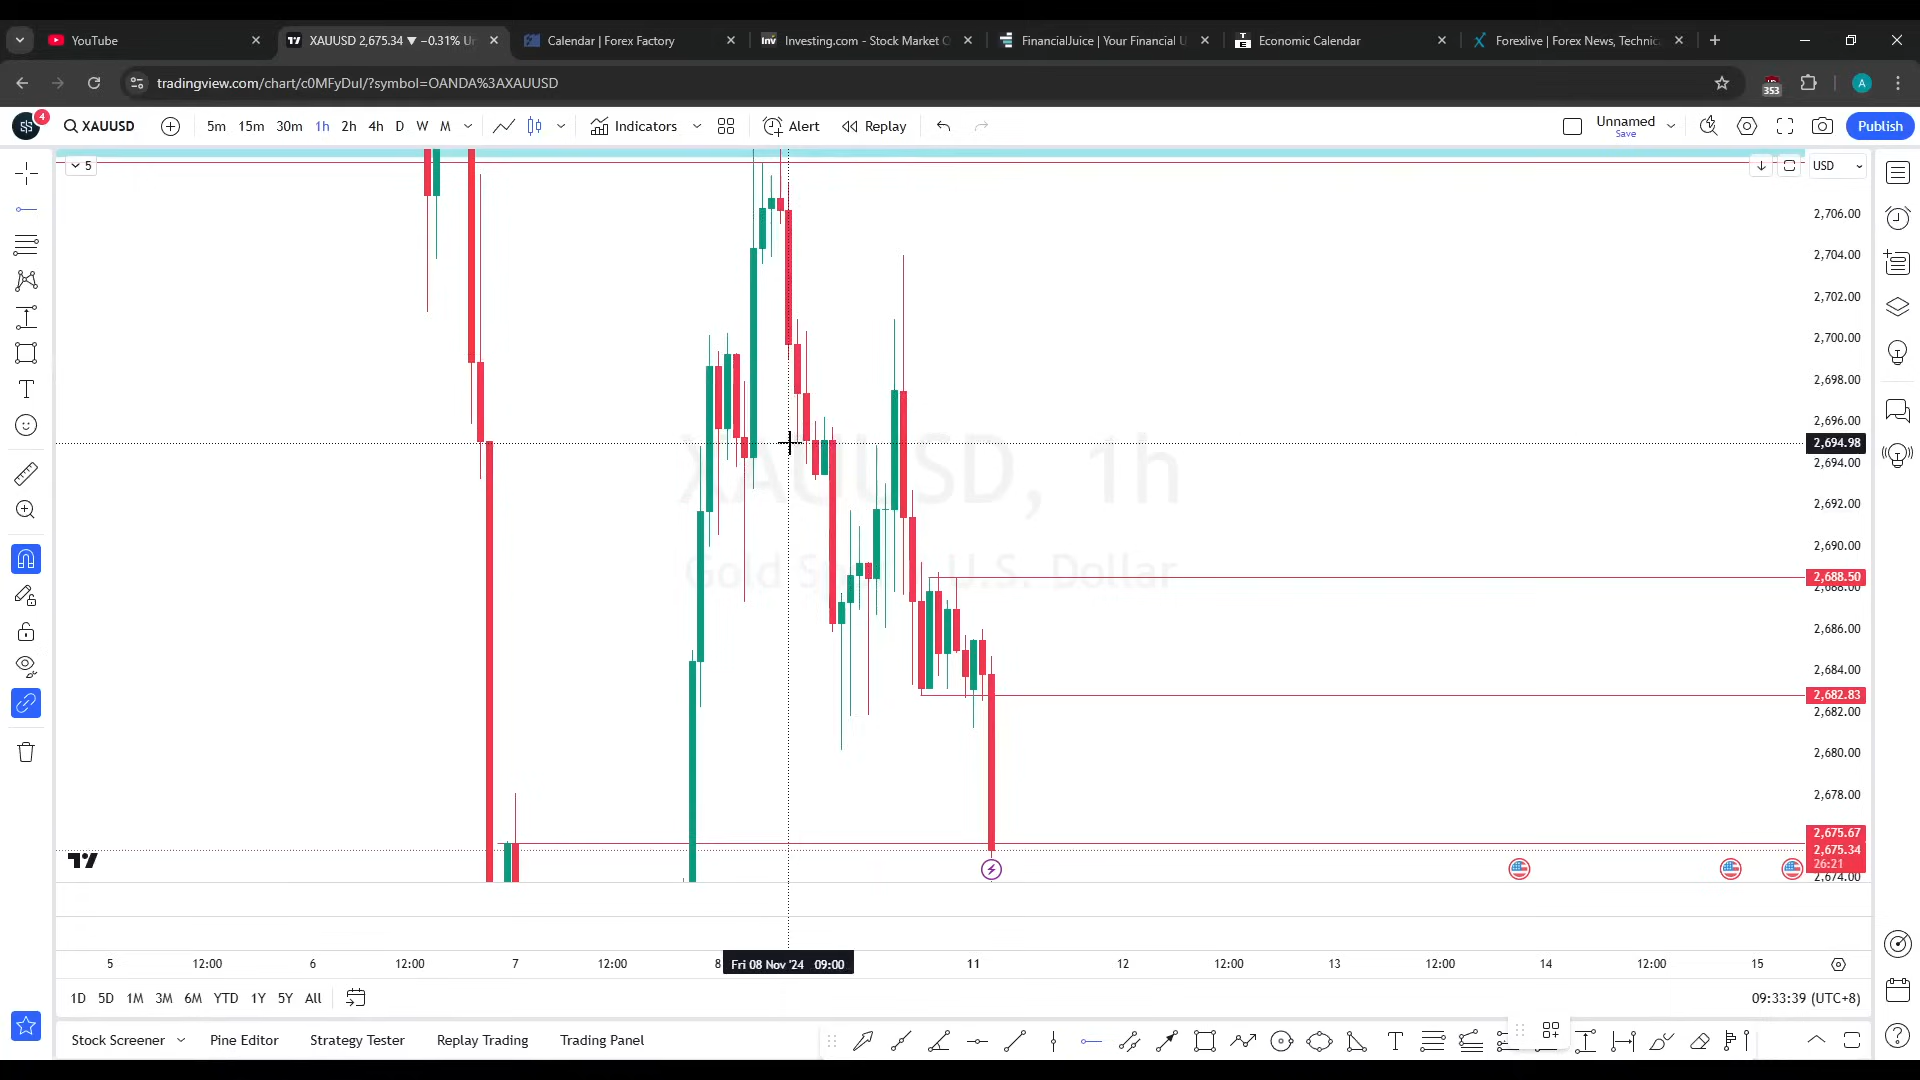 YouTube
XAUUSD 2,675.34 ▼ −0.31% Un
Calendar | Forex Factory
Inv Investing.com - Stock Market Q
FinancialJuice | Your Financial
Economic Calendar
Forexlive | Forex News, Technic
tradingview.com/chart/c0MFyDul/?symbol=OANDA%3AXAUUSD
353
A
4
XAUUSD
5m 15m 30m 1h 2h 4h D W M
Indicators
Alert
Replay
Unnamed
Save
Publish
5
USD
2,706.00
2,704.00
2,702.00
2,700.00
2,698.00
2,696.00
2,694.98
2,694.00
2,692.00
2,690.00
2,688.50
2,688.00
2,686.00
2,684.00
2,682.83
2,682.00
2,680.00
2,678.00
2,675.67
2,675.34
26:21
2,674.00
XAUUSD, 1h
5 12:00 6 12:00 7 12:00 8 Fri 08 Nov '24 09:00 11 12 12:00 13 12:00 14 12:00 15
1D 5D 1M 3M 6M YTD 1Y 5Y All
09:33:39 (UTC+8)
Stock Screener Pine Editor Strategy Tester Replay Trading Trading Panel